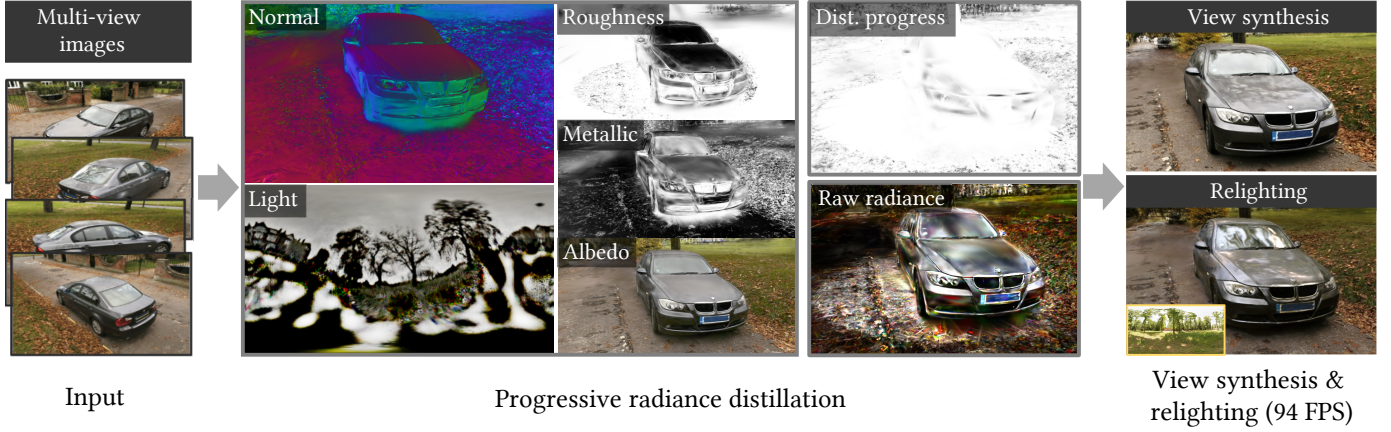 Multi-view
images
Normal
Roughness
Dist. progress
View synthesis
Metallic
Light
Raw radiance
Relighting
Albedo
Input
Progressive radiance distillation
View synthesis &
relighting (94 FPS)